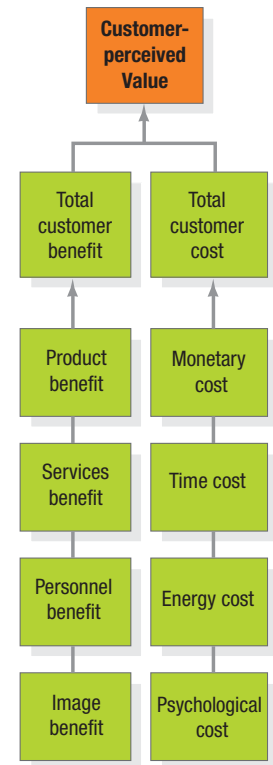 Customer-
perceived
Value
Total
customer
benefit
Total
customer
cost
Product
benefit
Monetary
cost
Services
benefit
Time cost
Personnel
benefit
Energy cost
Image
benefit
Psychological
cost